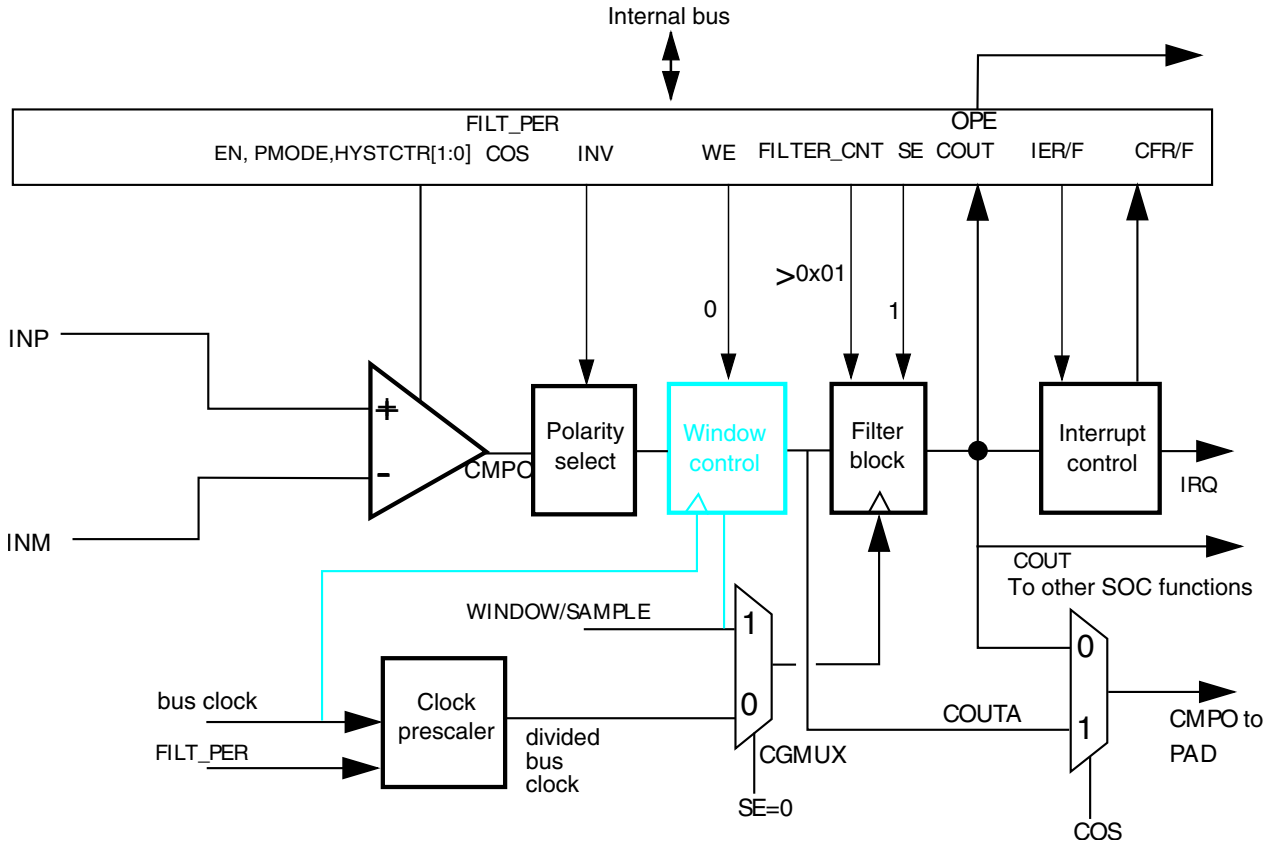 Internal bus
FILT_PER
OPE
EN, PMODE,HYSTCTR[1:0] COS INV WE FILTER_CNT SE COUT IER/F CFR/F
>0x01
0
1
INP
+
Polarity
select
Window
control
Filter
block
Interrupt
control
-
CMPO
IRQ
INM
COUT
To other SOC functions
WINDOW/SAMPLE
1
0
0
bus clock
Clock
prescaler
divided
bus
clock
FILT_PER
COUTA
1
CMPO to
PAD
CGMUX
SE=0
COS